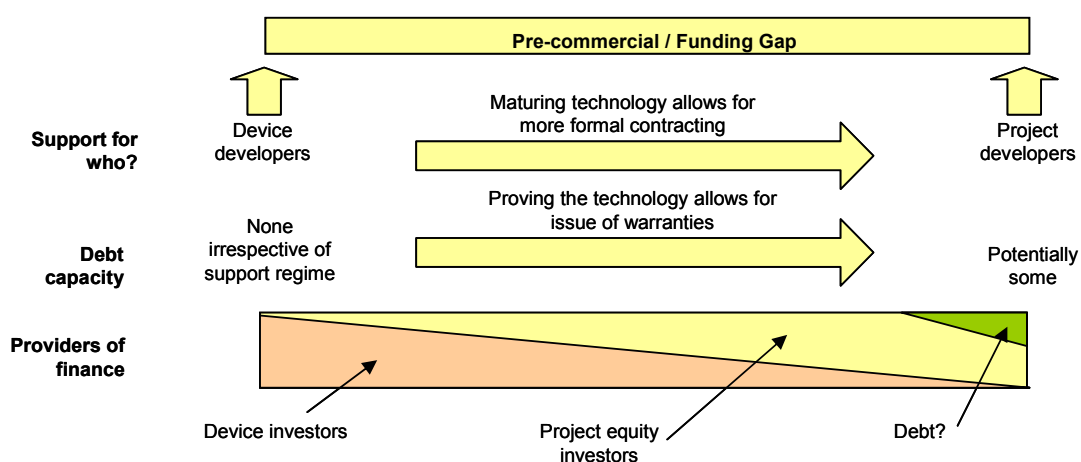 Pre-commercial / Funding Gap
Support for
who?
Device
developers
Maturing technology allows for
more formal contracting
Project
developers
Debt
capacity
None
irrespective of
support regime
Proving the technology allows for
issue of warranties
Potentially
some
Providers of
finance
Device investors
Project equity
investors
Debt?